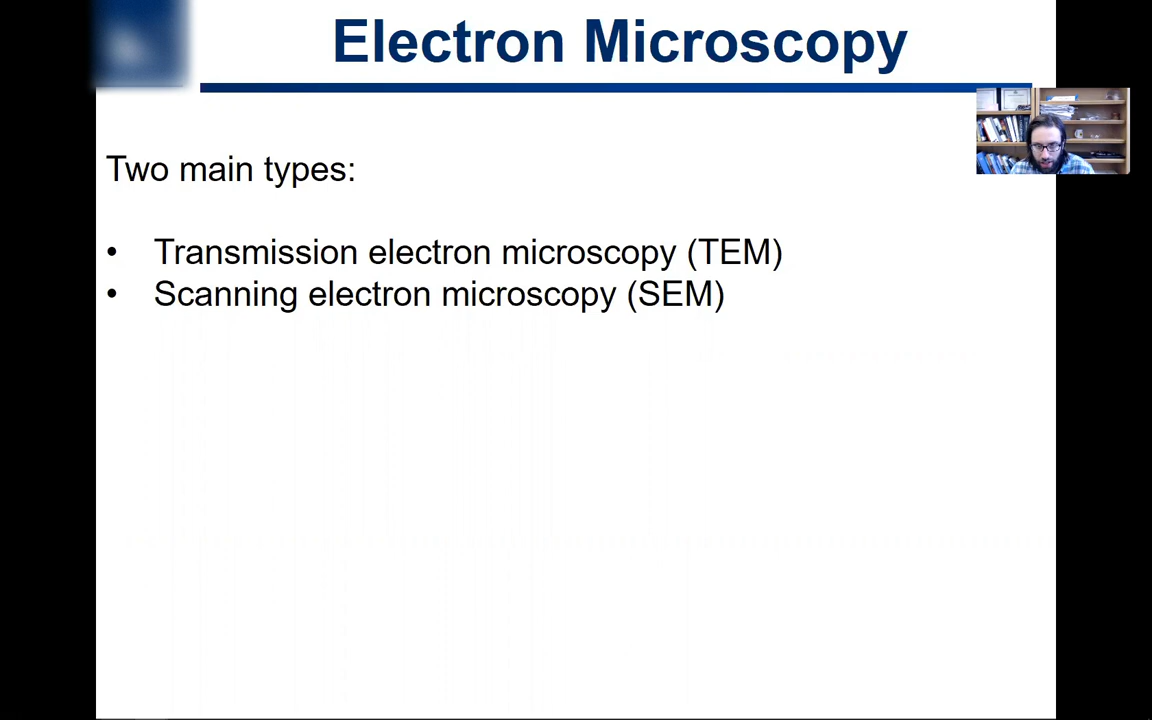 Electron Microscopy
Two main types:
• Transmission electron microscopy (TEM)
• Scanning electron microscopy (SEM)